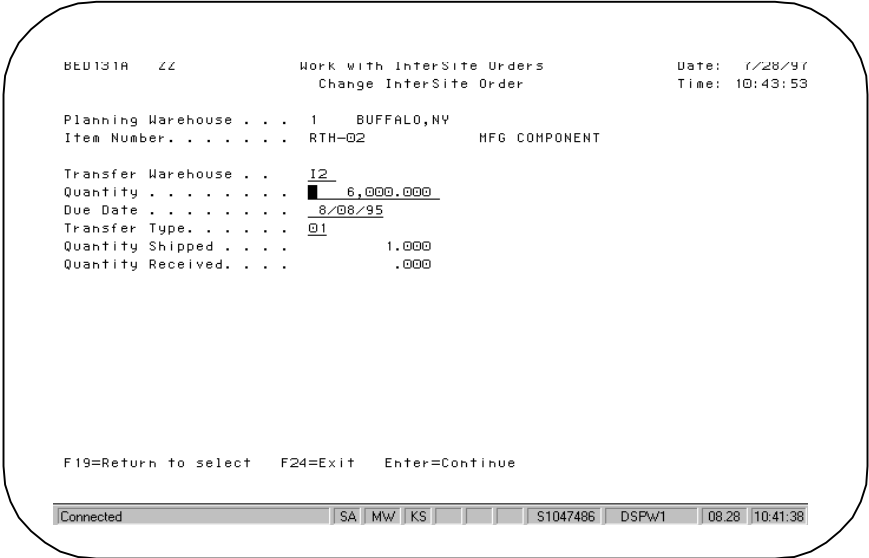 BED131A ZZ Work with InterSite Orders Date: 7/28/97
Change InterSite Order Time: 10:43:53
Planning Warehouse . . . 1 BUFFALO,NY
Item Number. . . . . . . RTH-02 MFG COMPONENT
Transfer Warehouse . . I2
Quantity . . . . . . . . 6,000.000
Due Date . . . . . . . . 8/08/95
Transfer Type. . . . . . 01
Quantity Shipped . . . . 1.000
Quantity Received. . . . .000
F19=Return to select F24=Exit Enter=Continue
Connected SA MW KS S1047486 DSPW1 08.28 10:41:38